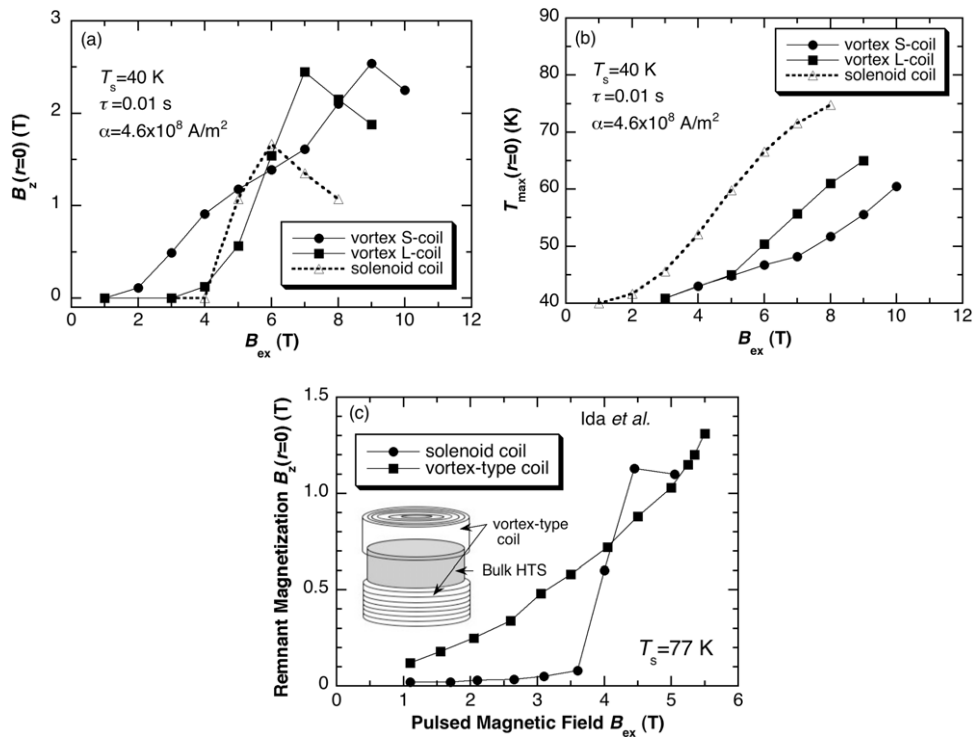 (a)
T_s=40 K
τ=0.01 s
α=4.6x10^8 A/m^2
vortex S-coil
vortex L-coil
solenoid coil
B_z(r=0) (T)
3
2
1
0
0 2 4 6 8 10 12
B_ex (T)
(b)
T_s=40 K
τ=0.01 s
α=4.6x10^8 A/m^2
vortex S-coil
vortex L-coil
solenoid coil
T_max(r=0) (K)
90
80
70
60
50
40
0 2 4 6 8 10 12
B_ex (T)
(c)
Ida et al.
solenoid coil
vortex-type coil
vortex-type
coil
Bulk HTS
T_s=77 K
Remnant Magnetization B_z(r=0) (T)
1.5
1.0
0.5
0
0 1 2 3 4 5 6
Pulsed Magnetic Field B_ex (T)